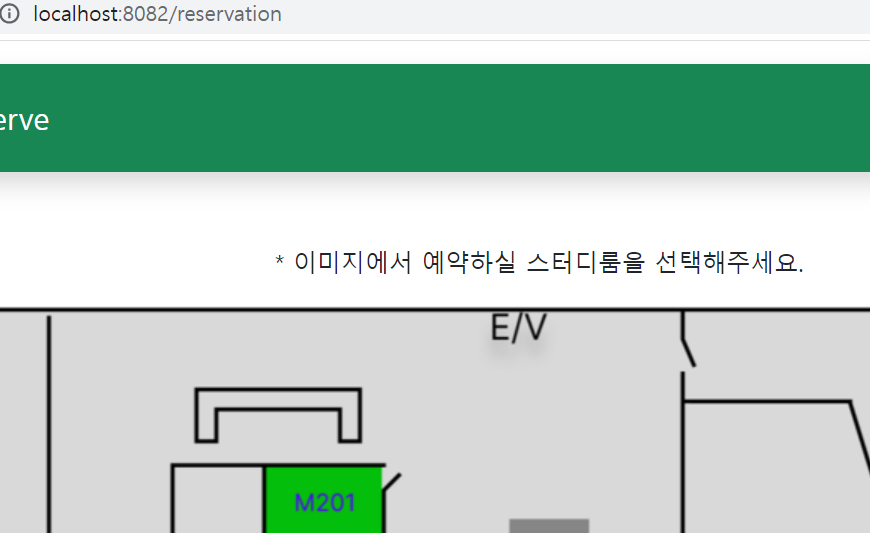 localhost:8082/reservation
erve
* 이미지에서 예약하실 스터디룸을 선택해주세요.
E/V
M201